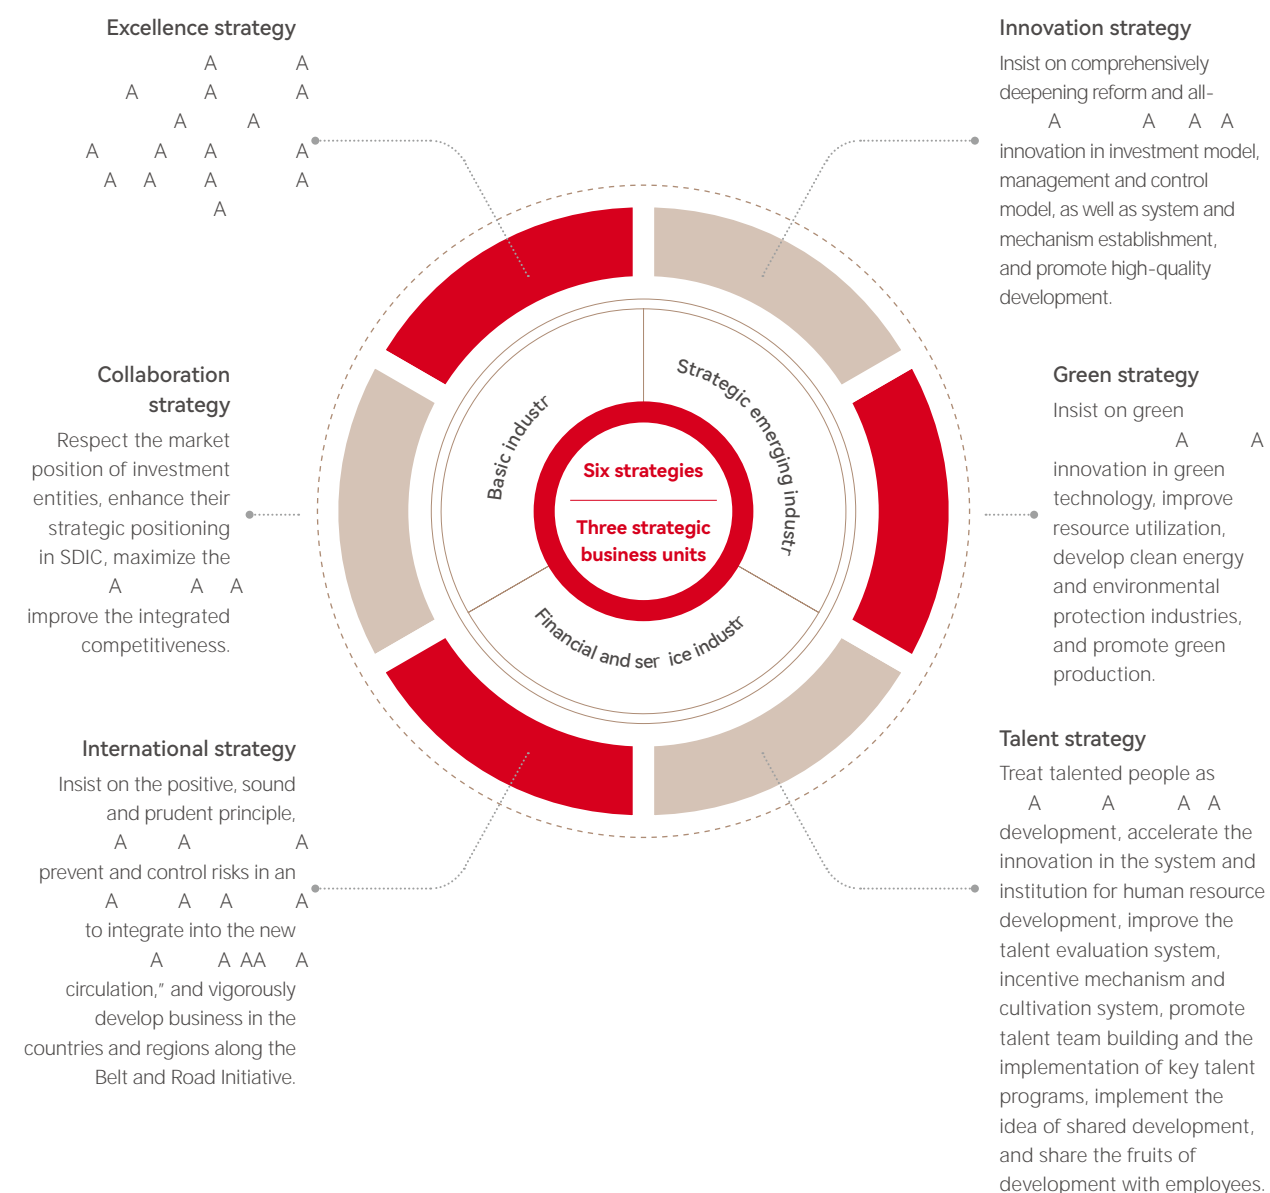 Excellence strategy
A A
A A A
A A
A A A A
A A A A
A
Innovation strategy
Insist on comprehensively
deepening reform and all-
A A A A
innovation in investment model,
management and control
model, as well as system and
mechanism establishment,
and promote high-quality
development.
Collaboration
strategy
Respect the market
position of investment
entities, enhance their
strategic positioning
in SDIC, maximize the
A A A
improve the integrated
competitiveness.
Basic industr
Strategic emerging industr
Six strategies
Three strategic
business units
Financial and ser ice industr
Green strategy
Insist on green
A A
innovation in green
technology, improve
resource utilization,
develop clean energy
and environmental
protection industries,
and promote green
production.
International strategy
Insist on the positive, sound
and prudent principle,
A A A
prevent and control risks in an
A A A A
to integrate into the new
A A AA A
circulation,” and vigorously
develop business in the
countries and regions along the
Belt and Road Initiative.
Talent strategy
Treat talented people as
A A A A
development, accelerate the
innovation in the system and
institution for human resource
development, improve the
talent evaluation system,
incentive mechanism and
cultivation system, promote
talent team building and the
implementation of key talent
programs, implement the
idea of shared development,
and share the fruits of
development with employees.